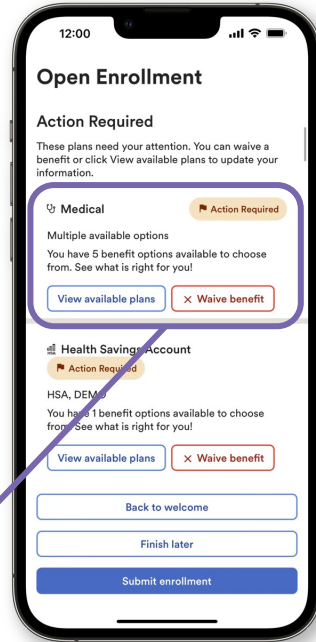 12:00
Open Enrollment
Action Required
These plans need your attention. You can waive a
benefit or click View available plans to update your
information.
Medical
Action Required
Multiple available options
You have 5 benefit options available to choose
from. See what is right for you!
View available plans
× Waive benefit
HSA
Health Savings Account
Action Required
HSA, DEMO
You have 1 benefit options available to choose
from. See what is right for you!
View available plans
× Waive benefit
Back to welcome
Finish later
Submit enrollment